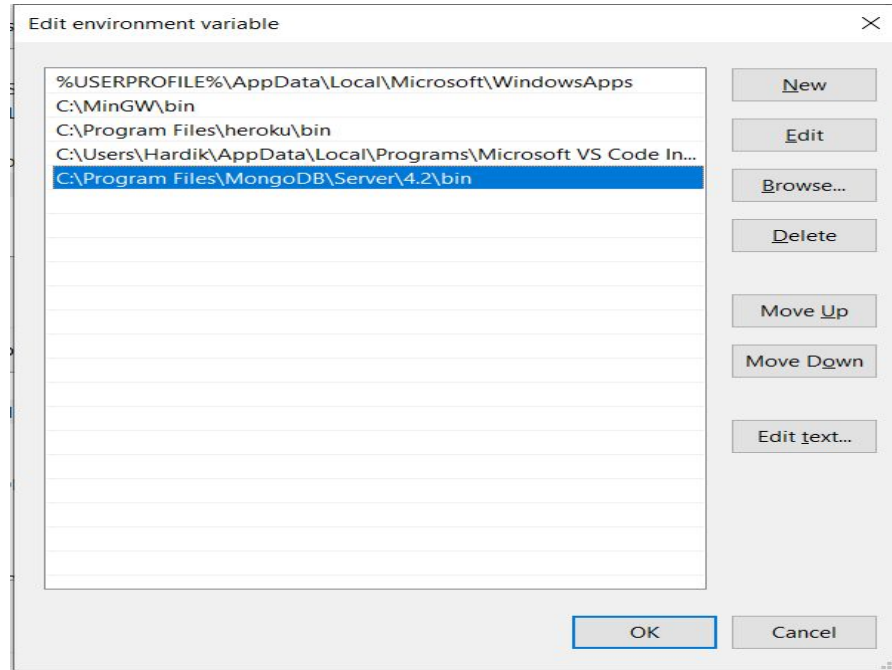 Edit environment variable
%USERPROFILE%\AppData\Local\Microsoft\WindowsApps
C:\MinGW\bin
C:\Program Files\heroku\bin
C:\Users\Hardik\AppData\Local\Programs\Microsoft VS Code In...
C:\Program Files\MongoDB\Server\4.2\bin
New
Edit
Browse...
Delete
Move Up
Move Down
Edit text...
OK
Cancel